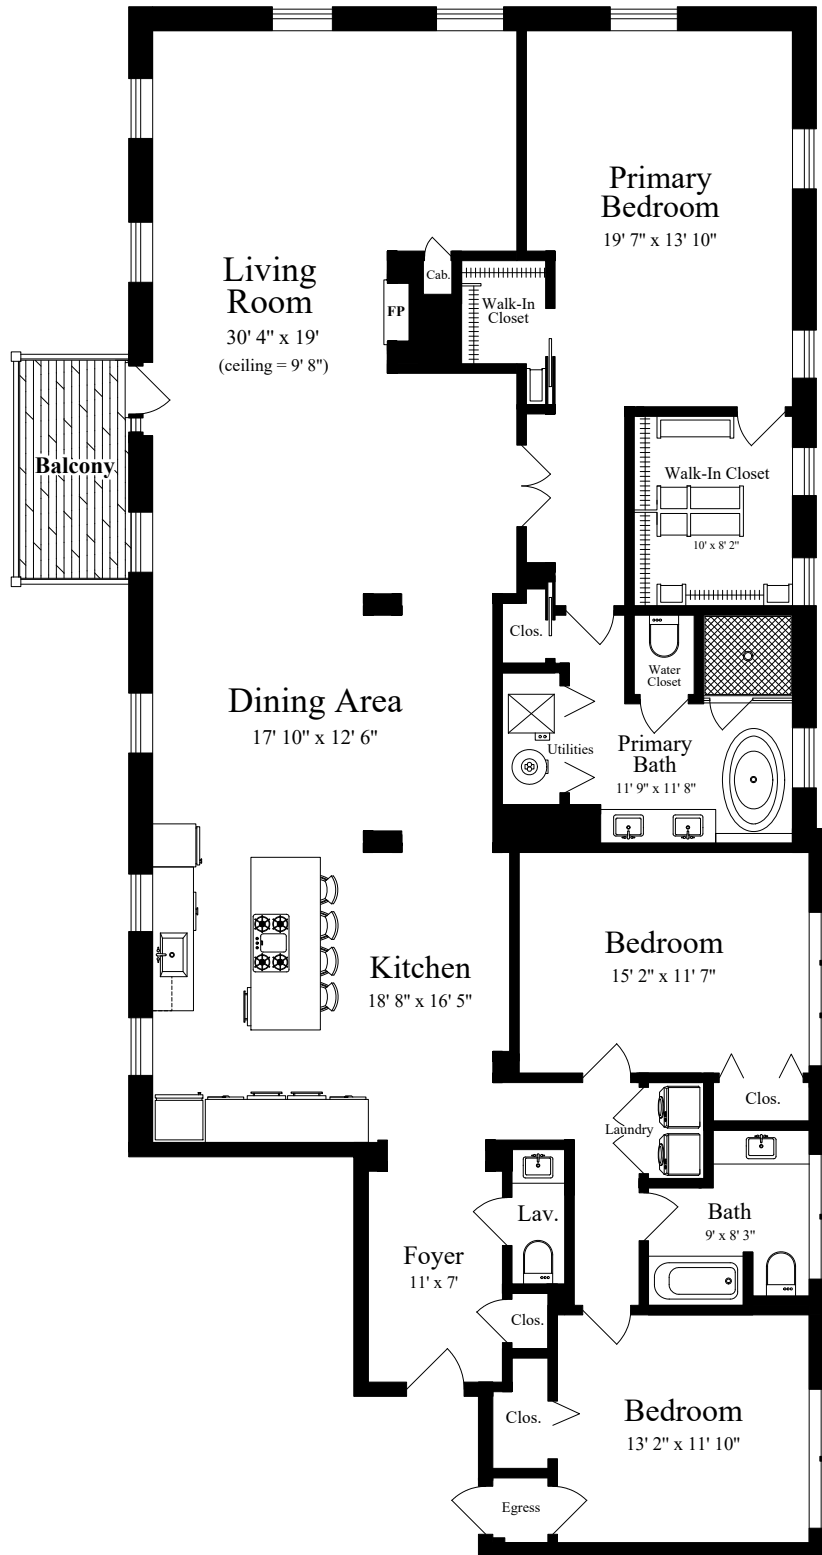 Primary
Bedroom
19' 7" x 13' 10"
Living
Room
30' 4" x 19'
(ceiling = 9' 8")
Cab.
FP
Walk-In
Closet
Balcony
Walk-In Closet
10' x 8' 2"
Clos.
Water
Closet
Dining Area
17' 10" x 12' 6"
Utilities
Primary
Bath
11' 9" x 11' 8"
Kitchen
18' 8" x 16' 5"
Bedroom
15' 2" x 11' 7"
Clos.
Laundry
Lav.
Bath
9' x 8' 3"
Foyer
11' x 7'
Clos.
Clos.
Bedroom
13' 2" x 11' 10"
Egress